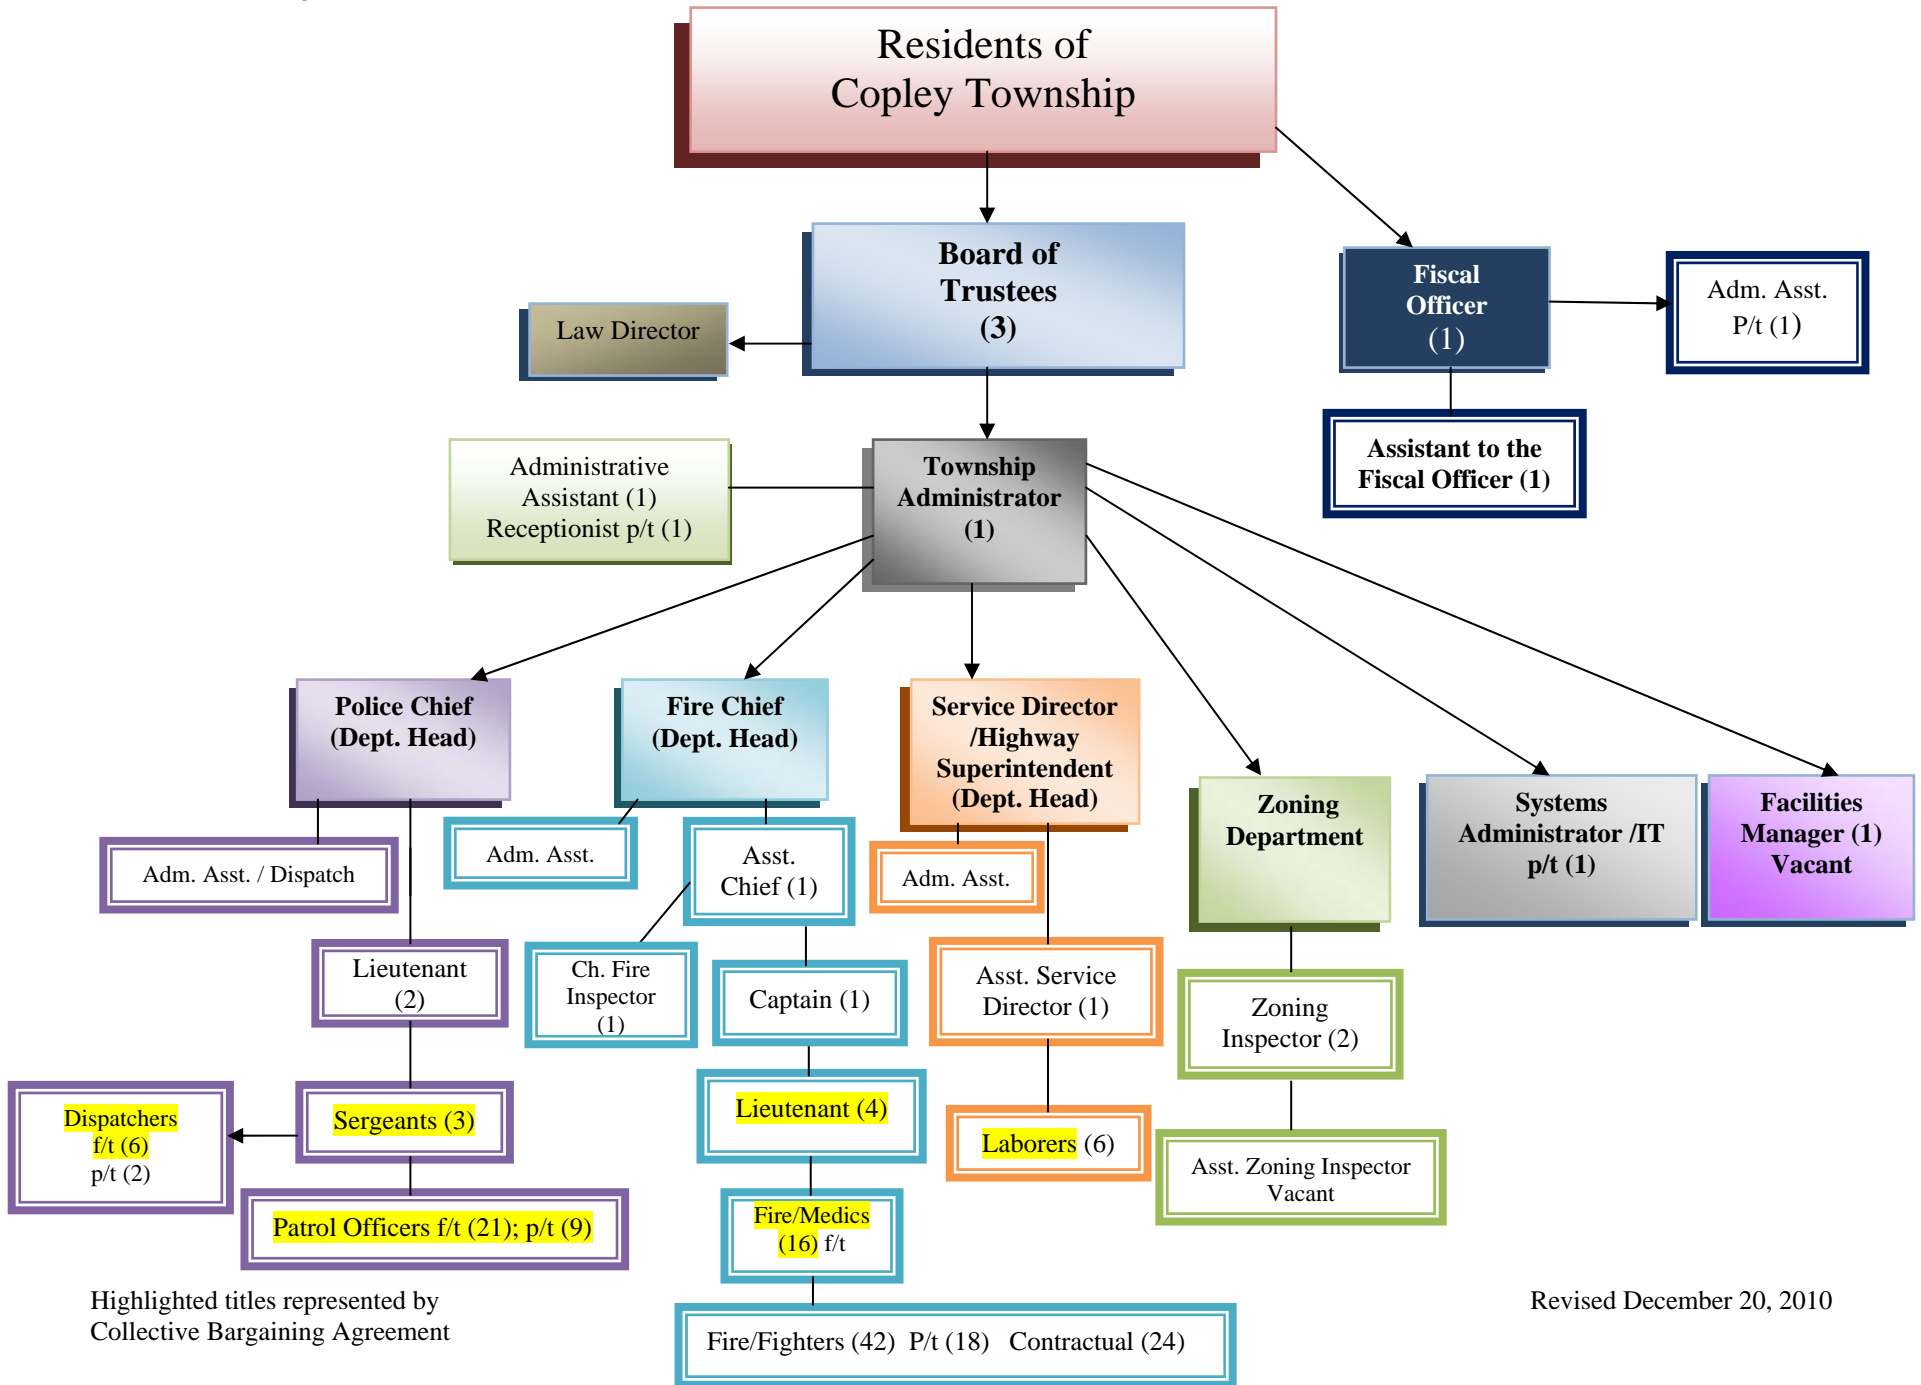 Residents of
Copley Township
Board of
Trustees
(3)
Law Director
Fiscal
Officer
(1)
Adm. Asst.
P/t (1)
Assistant to the
Fiscal Officer (1)
Administrative
Assistant (1)
Receptionist p/t (1)
Township
Administrator
(1)
Police Chief
(Dept. Head)
Fire Chief
(Dept. Head)
Service Director
/Highway
Superintendent
(Dept. Head)
Zoning
Department
Systems
Administrator /IT
p/t (1)
Facilities
Manager (1)
Vacant
Adm. Asst. / Dispatch
Adm. Asst.
Asst.
Chief (1)
Adm. Asst.
Lieutenant
(2)
Ch. Fire
Inspector
(1)
Captain (1)
Asst. Service
Director (1)
Zoning
Inspector (2)
Dispatchers
f/t (6)
p/t (2)
Sergeants (3)
Lieutenant (4)
Laborers (6)
Asst. Zoning Inspector
Vacant
Patrol Officers f/t (21); p/t (9)
Fire/Medics
(16) f/t
Fire/Fighters (42) P/t (18) Contractual (24)
Highlighted titles represented by
Collective Bargaining Agreement
Revised December 20, 2010